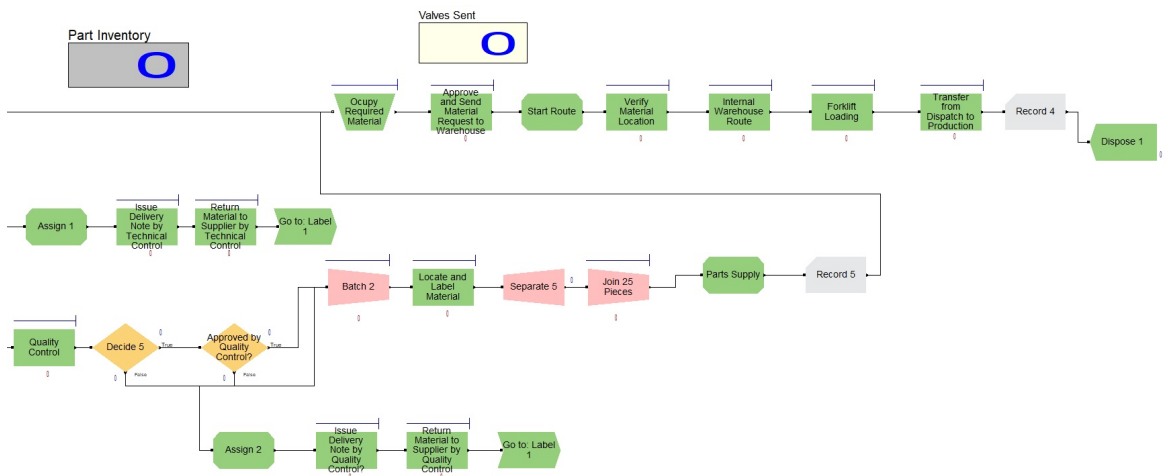 Part Inventory
0
Valves Sent
0
Ocupy
Required
Material
Approve
and Send
Material
Request to
Warehouse
Start Route
Verify
Material
Location
Internal
Warehouse
Route
Forklift
Loading
Transfer
from
Dispatch to
Production
Record 4
Dispose 1
Assign 1
Issue
Delivery
Note by
Technical
Control
Return
Material to
Supplier by
Technical
Control
Go to: Label
1
Batch 2
Locate and
Label
Material
Separate 5
Join 25
Pieces
Parts Supply
Record 5
Quality
Control
Decide 5
True
False
Approved by
Quality
Control?
True
False
Assign 2
Issue
Delivery
Note by
Quality
Control?
Return
Material to
Supplier by
Quality
Control
Go to: Label
1